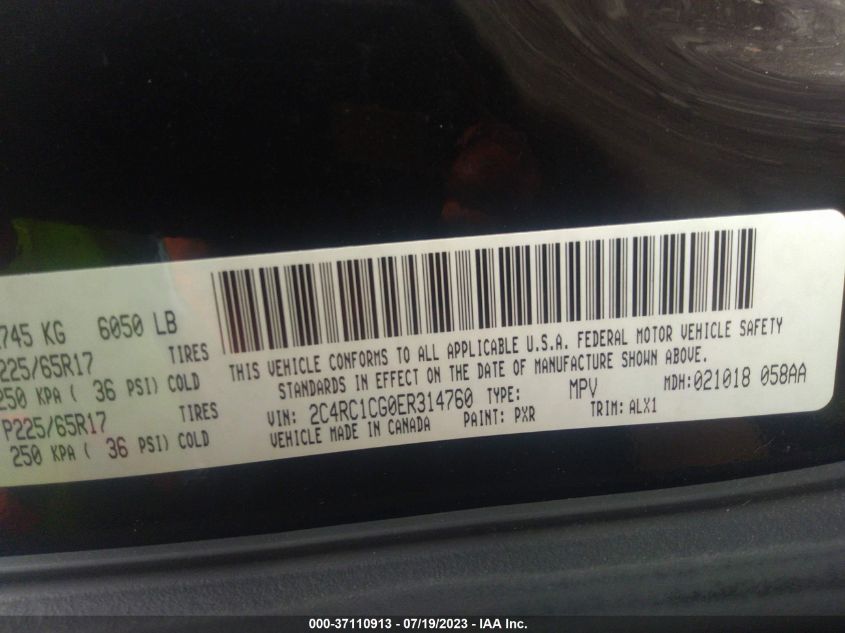 745 KG 6050 LB
225/65R17 TIRES
250 KPA ( 36 PSI) COLD
P225/65R17 TIRES
250 KPA ( 36 PSI) COLD
THIS VEHICLE CONFORMS TO ALL APPLICABLE U.S.A. FEDERAL MOTOR VEHICLE SAFETY
STANDARDS IN EFFECT ON THE DATE OF MANUFACTURE SHOWN ABOVE.
VIN: 2C4RC1CG0ER314760 TYPE: MPV MDH:021018 058AA
VEHICLE MADE IN CANADA PAINT: PXR TRIM: ALX1
000-37110913 - 07/19/2023 - IAA Inc.